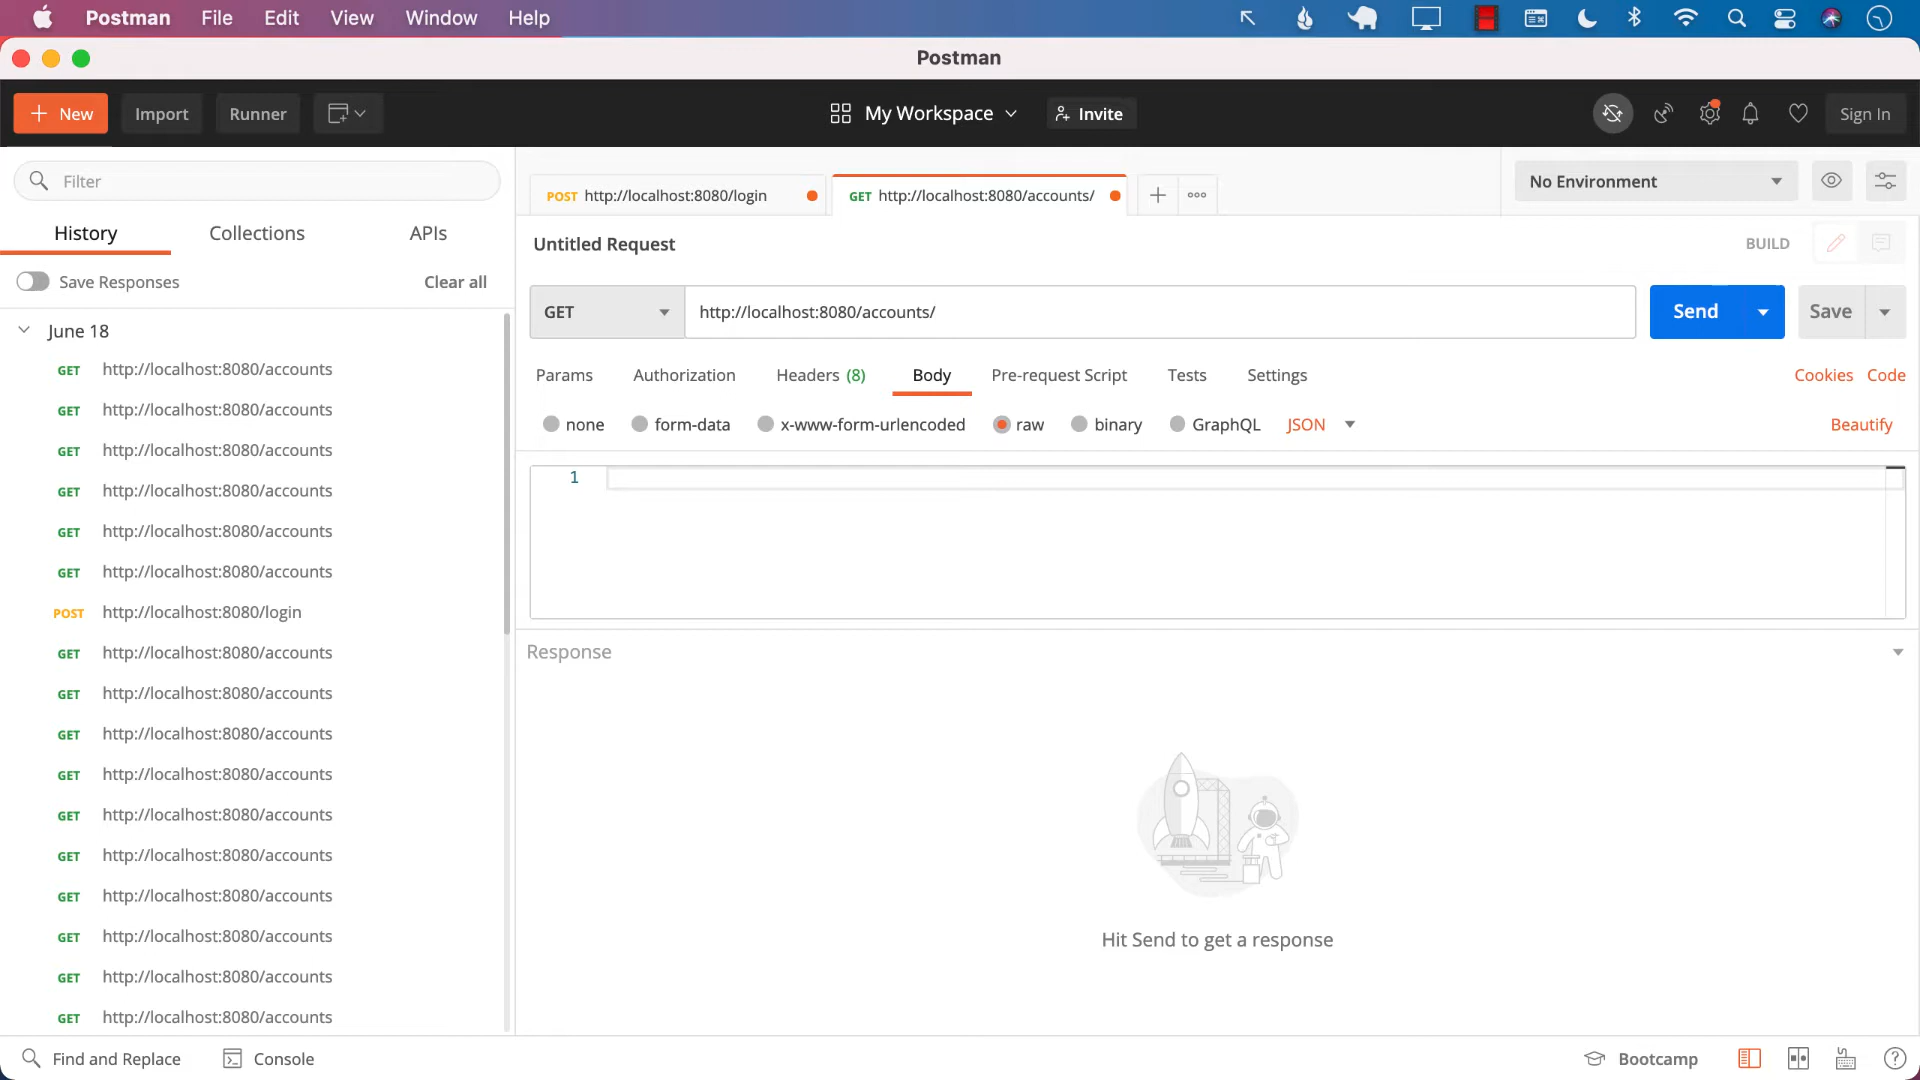 Postman File Edit View Window Help
Postman
New Import Runner My Workspace Invite Sign In
Filter
History Collections APIs
Save Responses Clear all
June 18
GET http://localhost:8080/accounts
GET http://localhost:8080/accounts
GET http://localhost:8080/accounts
GET http://localhost:8080/accounts
GET http://localhost:8080/accounts
GET http://localhost:8080/accounts
POST http://localhost:8080/login
GET http://localhost:8080/accounts
GET http://localhost:8080/accounts
GET http://localhost:8080/accounts
GET http://localhost:8080/accounts
GET http://localhost:8080/accounts
GET http://localhost:8080/accounts
GET http://localhost:8080/accounts
GET http://localhost:8080/accounts
GET http://localhost:8080/accounts
GET http://localhost:8080/accounts
POST http://localhost:8080/login GET http://localhost:8080/accounts/ No Environment
Untitled Request BUILD
GET http://localhost:8080/accounts/ Send Save
Params Authorization Headers (8) Body Pre-request Script Tests Settings Cookies Code
none form-data x-www-form-urlencoded raw binary GraphQL JSON Beautify
1
Response
Hit Send to get a response
Find and Replace Console Bootcamp